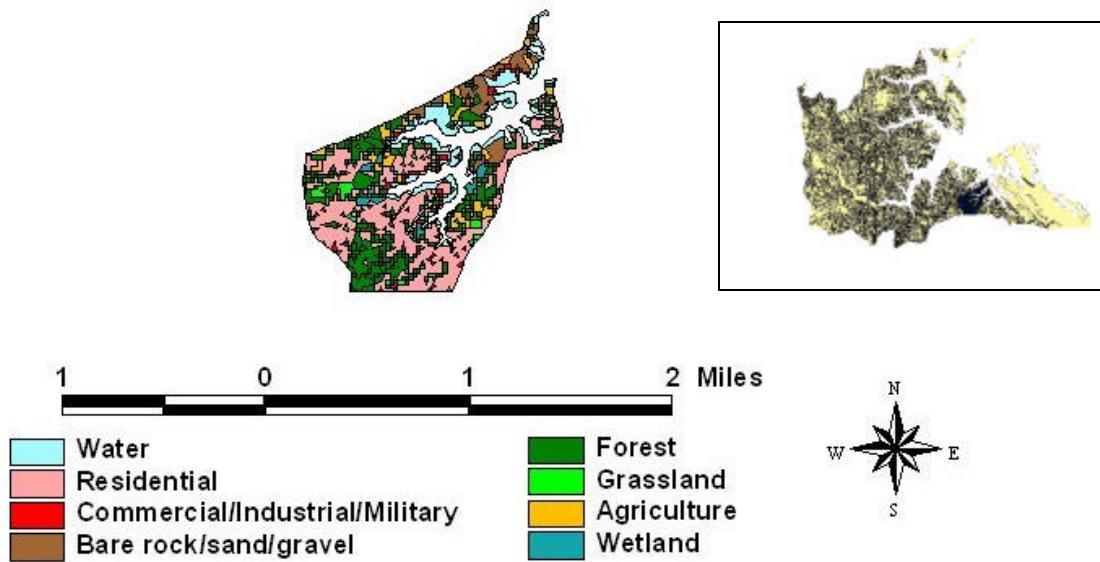 1 0 1 2 Miles
N
W E
S
Water
Residential
Commercial/Industrial/Military
Bare rock/sand/gravel
Forest
Grassland
Agriculture
Wetland